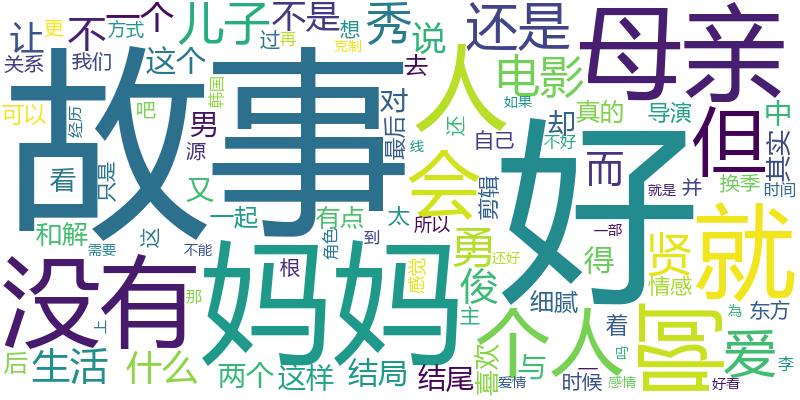 故事
好
妈妈
没有
母亲
人
就
但
啊
个人
会
还是
电影
爱
儿子
秀
一个
不是
不
让
说
这个
方式
过
再
想
更
克制
关系
我们
去
韩国
可以
吧
经历
对
男
最后
看
只是
源
又
一起
有点
太
线
自己
所以
还
却
如果
真的
不好
导演
中
其实
而
并
换季
时间
就是
剪辑
和解
这
需要
不能
角色
到
感觉
勇
俊
还好
得
一部
贤
情感
细腻
着
东方
為
主
根
那
上
后
生活
什么
两个
这样
结局
结尾
喜欢
与
爱情
一
时候
吗
感情
好看
李